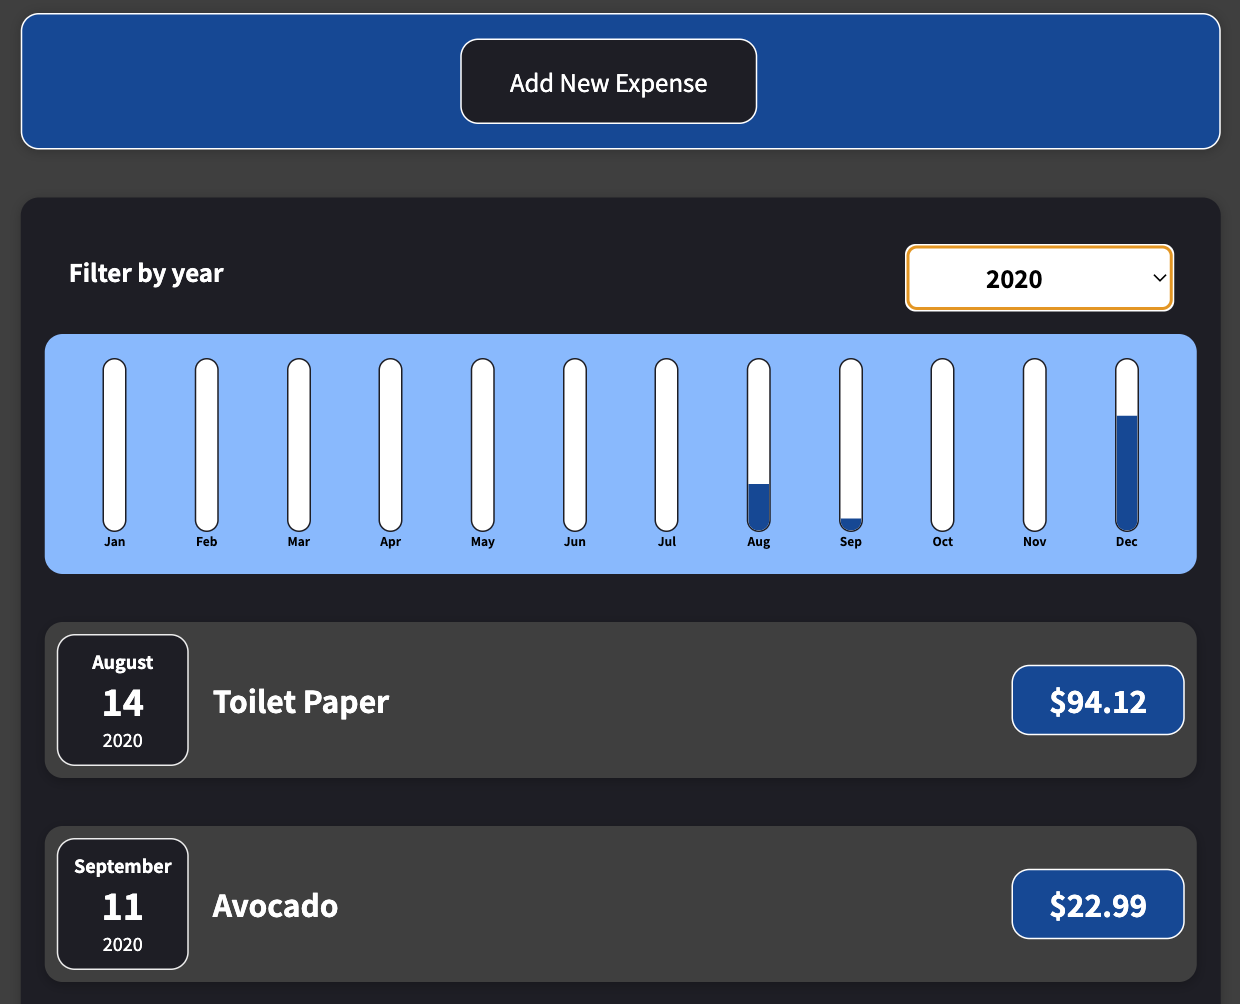 Add New Expense
Filter by year
2020
Jan Feb Mar Apr May Jun Jul Aug Sep Oct Nov Dec
August
14
2020
Toilet Paper
$94.12
September
11
2020
Avocado
$22.99